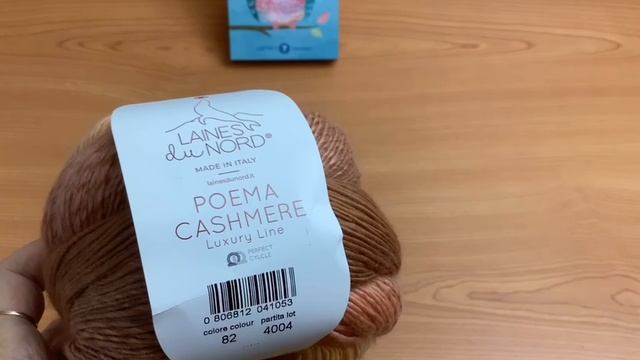 LAINES
du NORD®
MADE IN ITALY
lainesdunord.it
POEMA
CASHMERE
Luxury Line
PERFECT
CYLCLE
0 806812 041053
colore colour partita lot
82 4004